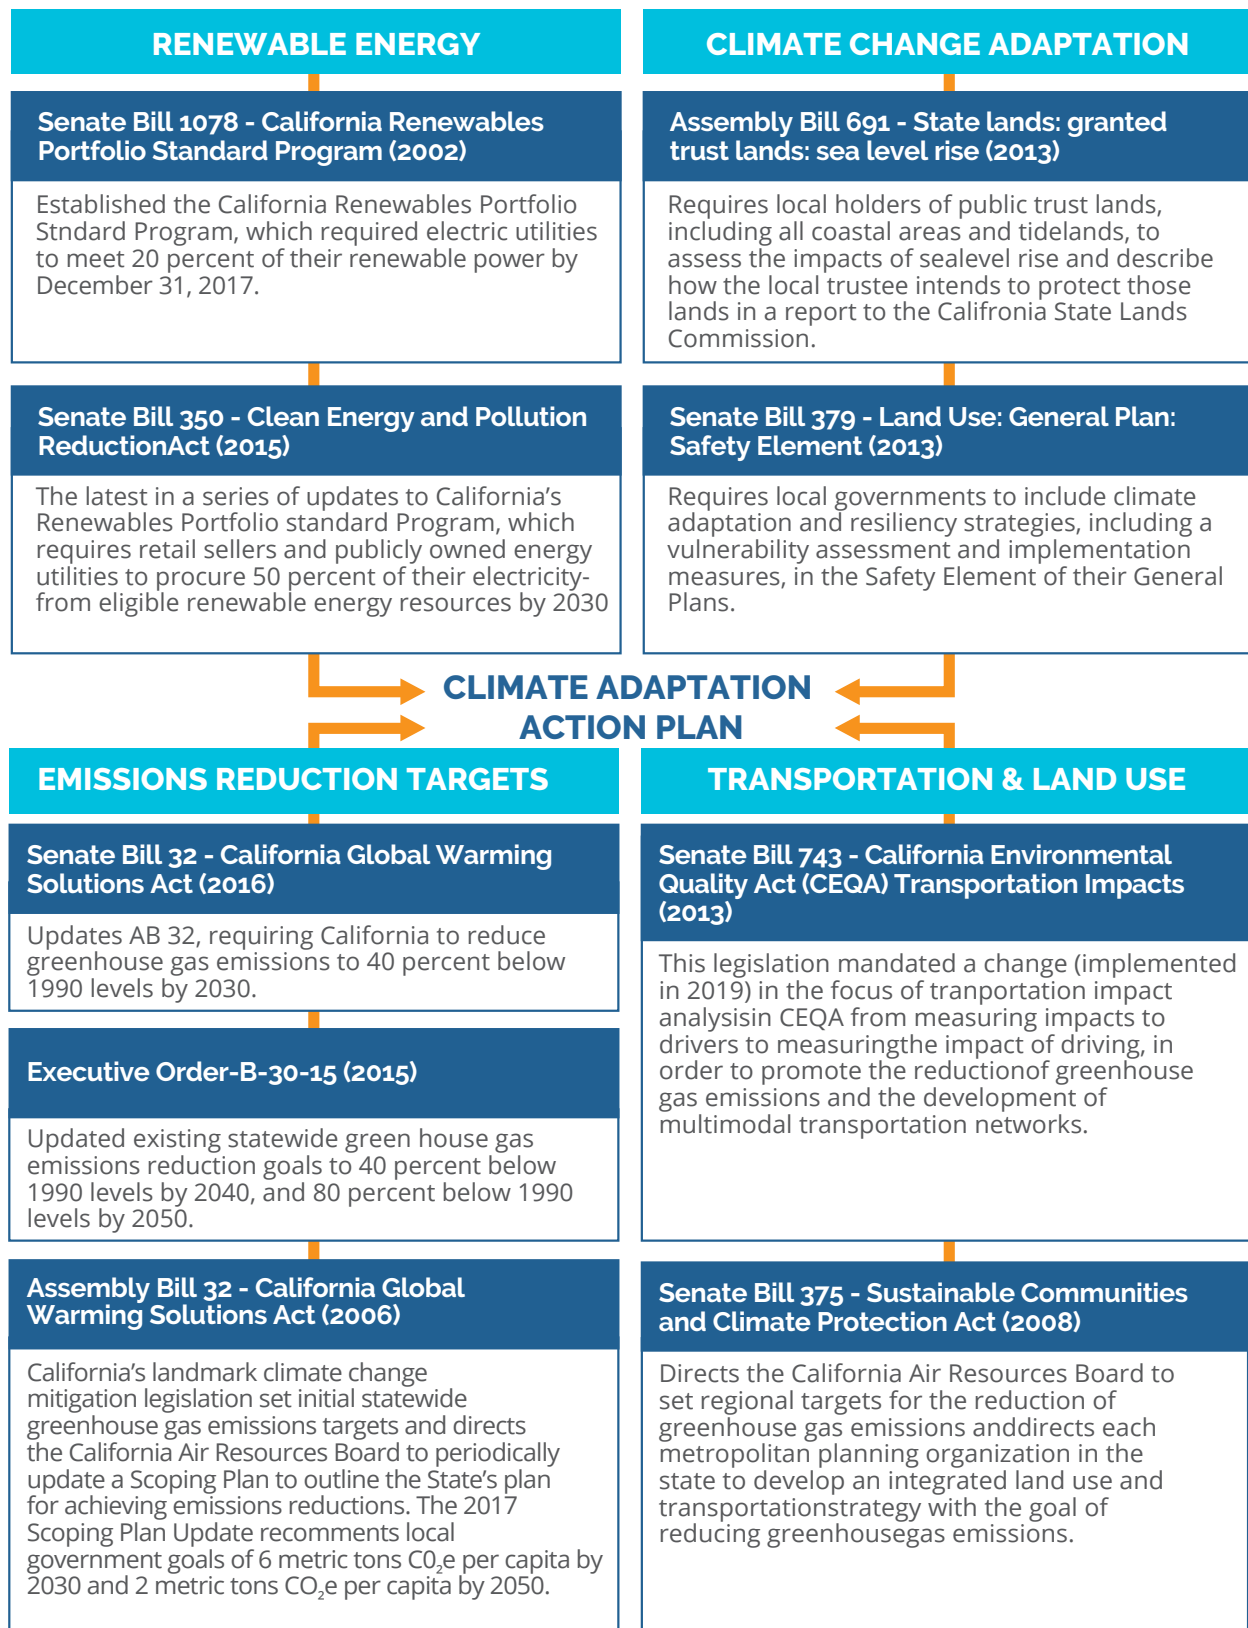 RENEWABLE ENERGY
Senate Bill 1078 - California Renewables
Portfolio Standard Program (2002)
Established the California Renewables Portfolio
Stndard Program, which required electric utilities
to meet 20 percent of their renewable power by
December 31, 2017.
Senate Bill 350 - Clean Energy and Pollution
ReductionAct (2015)
The latest in a series of updates to California’s
Renewables Portfolio standard Program, which
requires retail sellers and publicly owned energy
utilities to procure 50 percent of their electricity-
from eligible renewable energy resources by 2030
CLIMATE CHANGE ADAPTATION
Assembly Bill 691 - State lands: granted
trust lands: sea level rise (2013)
Requires local holders of public trust lands,
including all coastal areas and tidelands, to
assess the impacts of sealevel rise and describe
how the local trustee intends to protect those
lands in a report to the Califronia State Lands
Commission.
Senate Bill 379 - Land Use: General Plan:
Safety Element (2013)
Requires local governments to include climate
adaptation and resiliency strategies, including a
vulnerability assessment and implementation
measures, in the Safety Element of their General
Plans.
CLIMATE ADAPTATION
ACTION PLAN
EMISSIONS REDUCTION TARGETS
Senate Bill 32 - California Global Warming
Solutions Act (2016)
Updates AB 32, requiring California to reduce
greenhouse gas emissions to 40 percent below
1990 levels by 2030.
Executive Order-B-30-15 (2015)
Updated existing statewide green house gas
emissions reduction goals to 40 percent below
1990 levels by 2040, and 80 percent below 1990
levels by 2050.
Assembly Bill 32 - California Global
Warming Solutions Act (2006)
California’s landmark climate change
mitigation legislation set initial statewide
greenhouse gas emissions targets and directs
the California Air Resources Board to periodically
update a Scoping Plan to outline the State’s plan
for achieving emissions reductions. The 2017
Scoping Plan Update recomments local
government goals of 6 metric tons C0₂e per capita by
2030 and 2 metric tons CO₂e per capita by 2050.
TRANSPORTATION & LAND USE
Senate Bill 743 - California Environmental
Quality Act (CEQA) Transportation Impacts
(2013)
This legislation mandated a change (implemented
in 2019) in the focus of tranportation impact
analysisin CEQA from measuring impacts to
drivers to measuringthe impact of driving, in
order to promote the reductionof greenhouse
gas emissions and the development of
multimodal transportation networks.
Senate Bill 375 - Sustainable Communities
and Climate Protection Act (2008)
Directs the California Air Resources Board to
set regional targets for the reduction of
greenhouse gas emissions anddirects each
metropolitan planning organization in the
state to develop an integrated land use and
transportationstrategy with the goal of
reducing greenhousegas emissions.